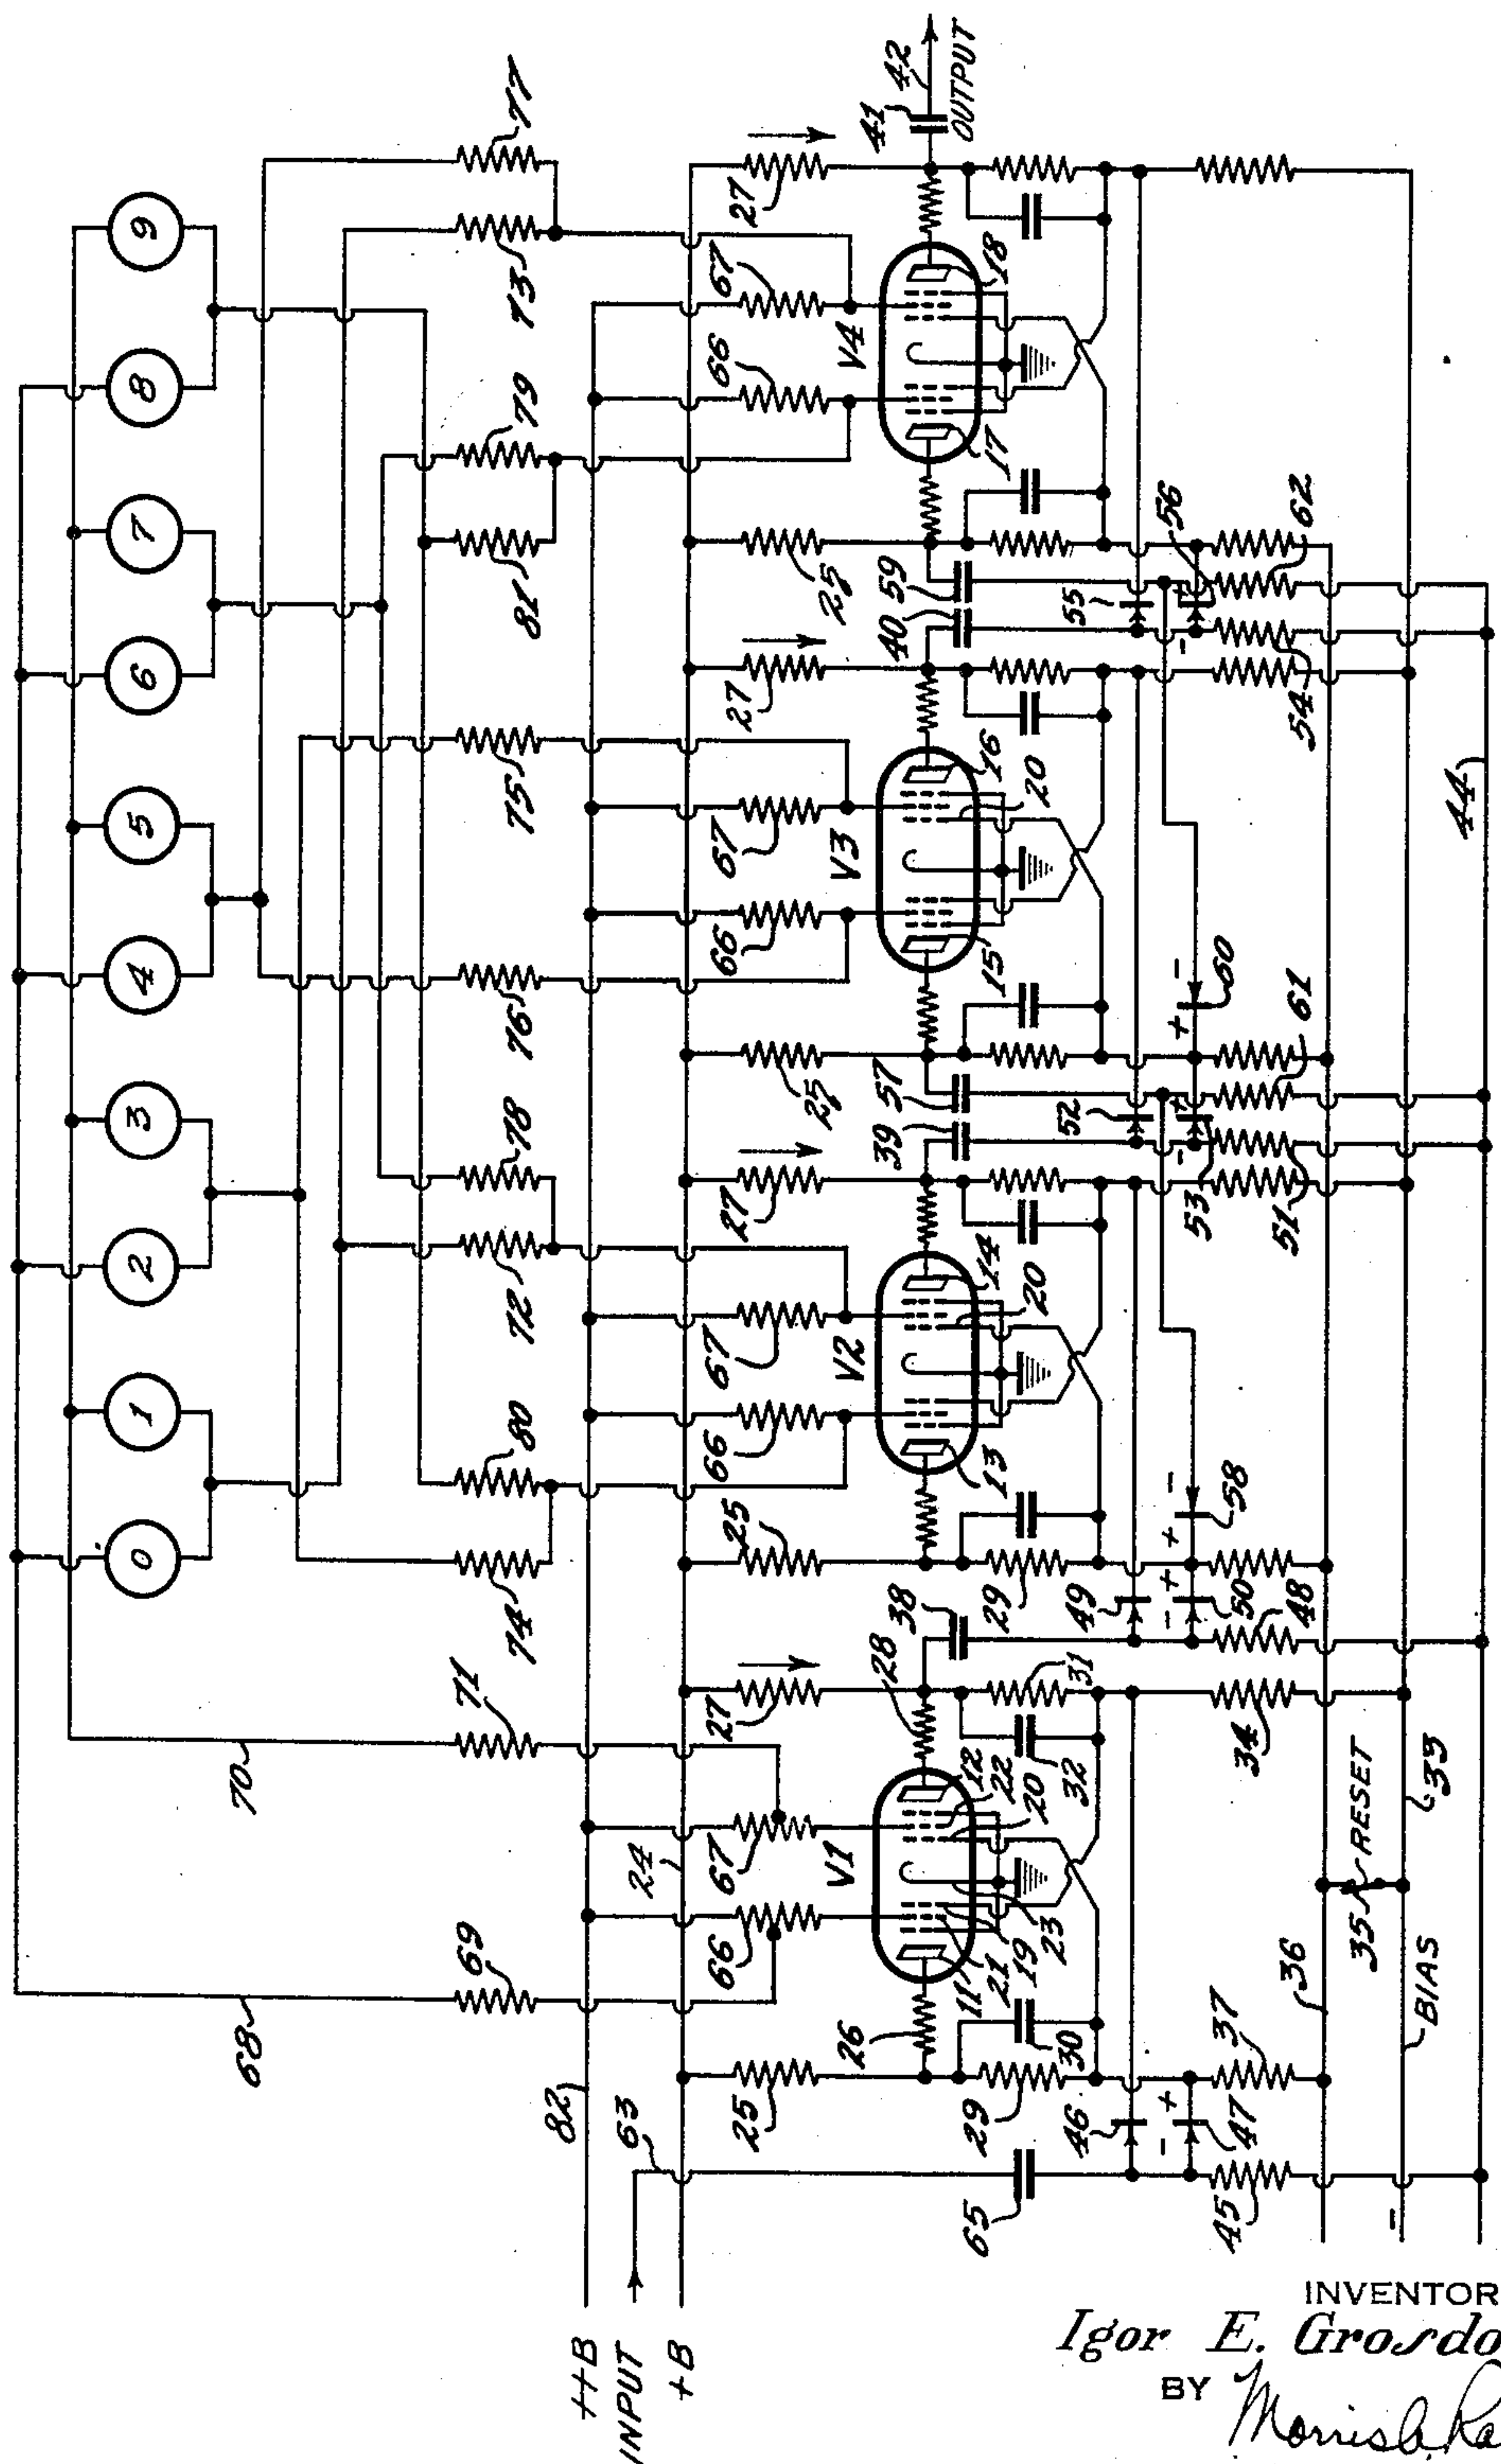 0 1 2 3 4 5 6 7 8 9
68 69 70 71 74 80 72 78 76 75 81 79 73 77
82 24
++B
INPUT
+B
63
66 67 66 67 66 67 66 67
V1 V2 V3 V4
25 27 25 27 25 27 25 27
26 28 38 39 57 40 59 41 42
OUTPUT
11 21 19 23 20 22 12
13 14 20
15 16 20
17 18
29 30 32 31 29
65 46 47 45 37
49 50 48 58
52 53 51 61 60
55 56 54 62
36 35 RESET 34
BIAS 33
44
INVENTOR
Igor E. Grosdo
BY